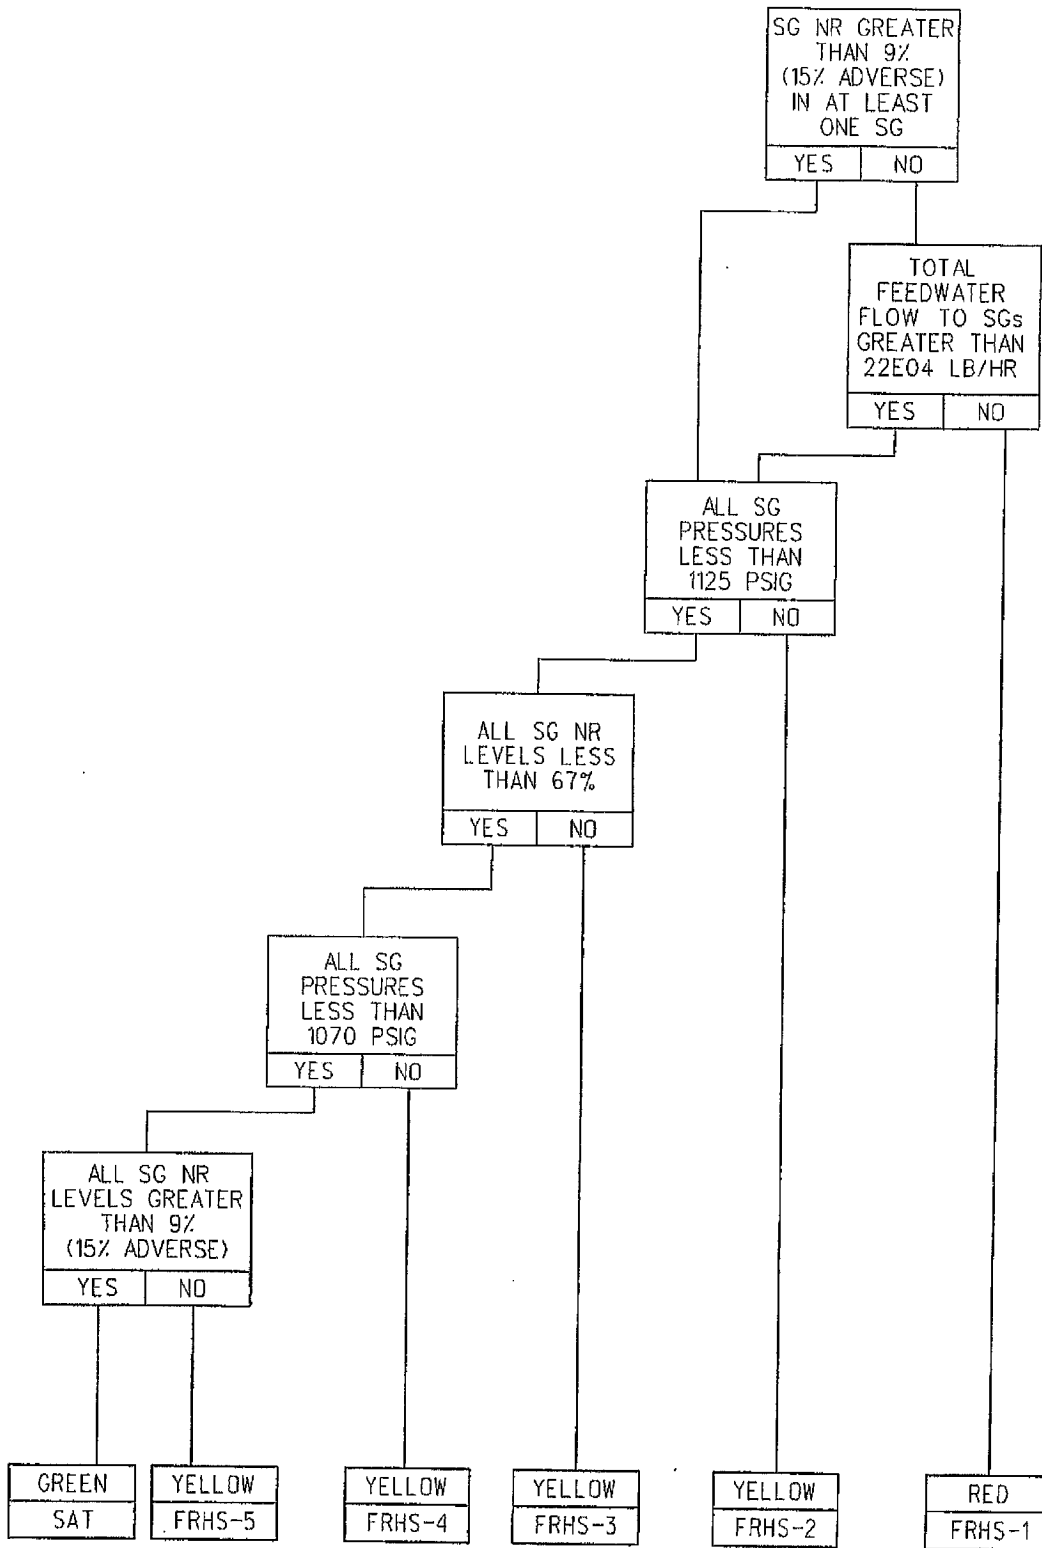 SG NR GREATER
THAN 9%
(15% ADVERSE)
IN AT LEAST
ONE SG
YES NO
TOTAL
FEEDWATER
FLOW TO SGs
GREATER THAN
22E04 LB/HR
YES NO
ALL SG
PRESSURES
LESS THAN
1125 PSIG
YES NO
ALL SG NR
LEVELS LESS
THAN 67%
YES NO
ALL SG
PRESSURES
LESS THAN
1070 PSIG
YES NO
ALL SG NR
LEVELS GREATER
THAN 9%
(15% ADVERSE)
YES NO
GREEN
SAT
YELLOW
FRHS-5
YELLOW
FRHS-4
YELLOW
FRHS-3
YELLOW
FRHS-2
RED
FRHS-1